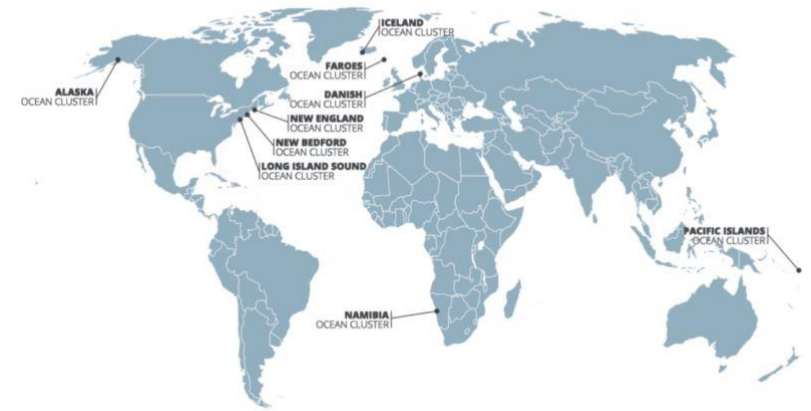 ICELAND
OCEAN CLUSTER
FAROES
OCEAN CLUSTER
ALASKA
OCEAN CLUSTER
DANISH
OCEAN CLUSTER
NEW ENGLAND
OCEAN CLUSTER
NEW BEDFORD
OCEAN CLUSTER
LONG ISLAND SOUND
OCEAN CLUSTER
PACIFIC ISLANDS
OCEAN CLUSTER
NAMIBIA
OCEAN CLUSTER